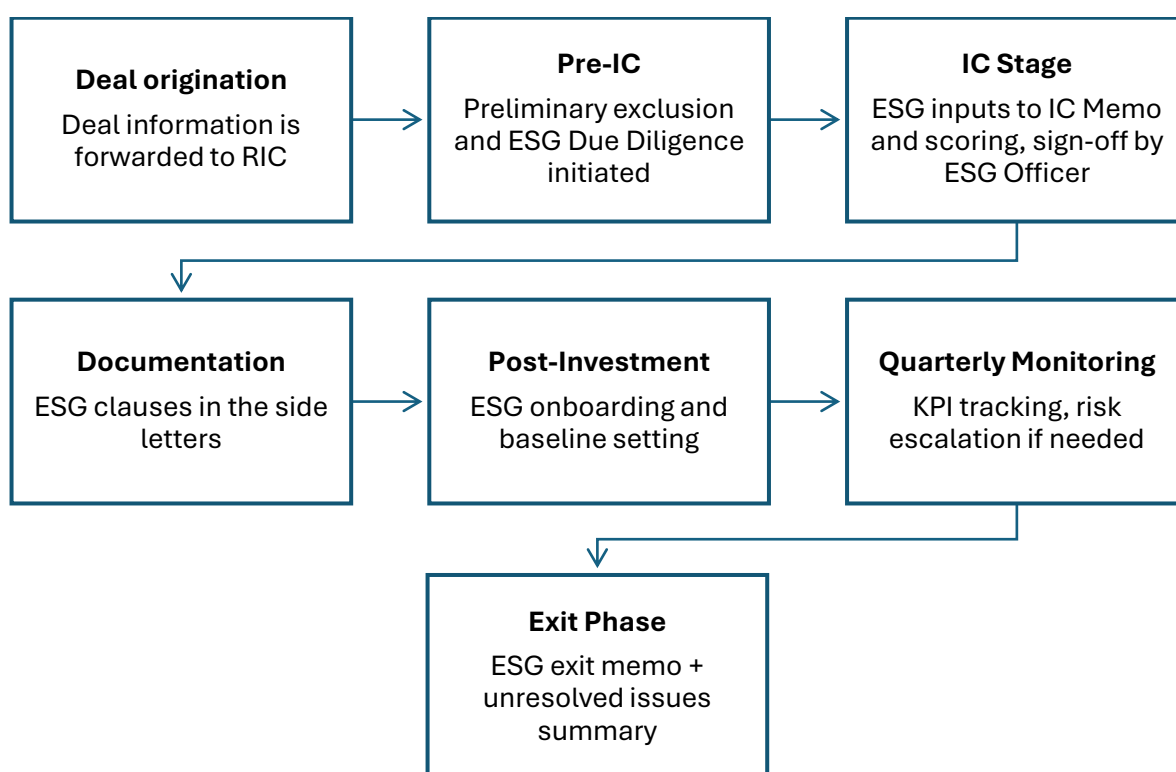 Deal origination
Deal information is
forwarded to RIC
Pre-IC
Preliminary exclusion
and ESG Due Diligence
initiated
IC Stage
ESG inputs to IC Memo
and scoring, sign-off by
ESG Officer
Documentation
ESG clauses in the side
letters
Post-Investment
ESG onboarding and
baseline setting
Quarterly Monitoring
KPI tracking, risk
escalation if needed
Exit Phase
ESG exit memo +
unresolved issues
summary